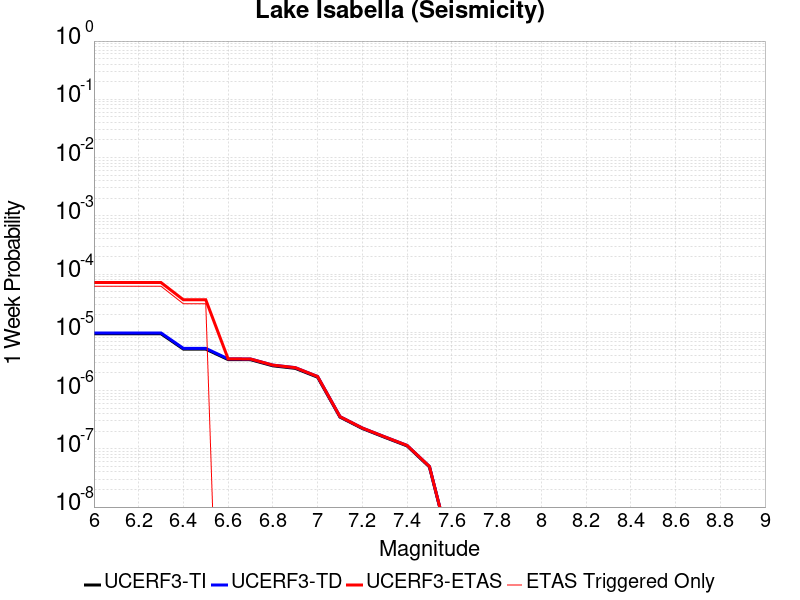 Lake Isabella (Seismicity)
10 0
10 -1
10 -2
10 -3
10 -4
10 -5
10 -6
10 -7
10 -8
1 Week Probability
6 6.2 6.4 6.6 6.8 7 7.2 7.4 7.6 7.8 8 8.2 8.4 8.6 8.8 9
Magnitude
UCERF3-TI UCERF3-TD UCERF3-ETAS ETAS Triggered Only